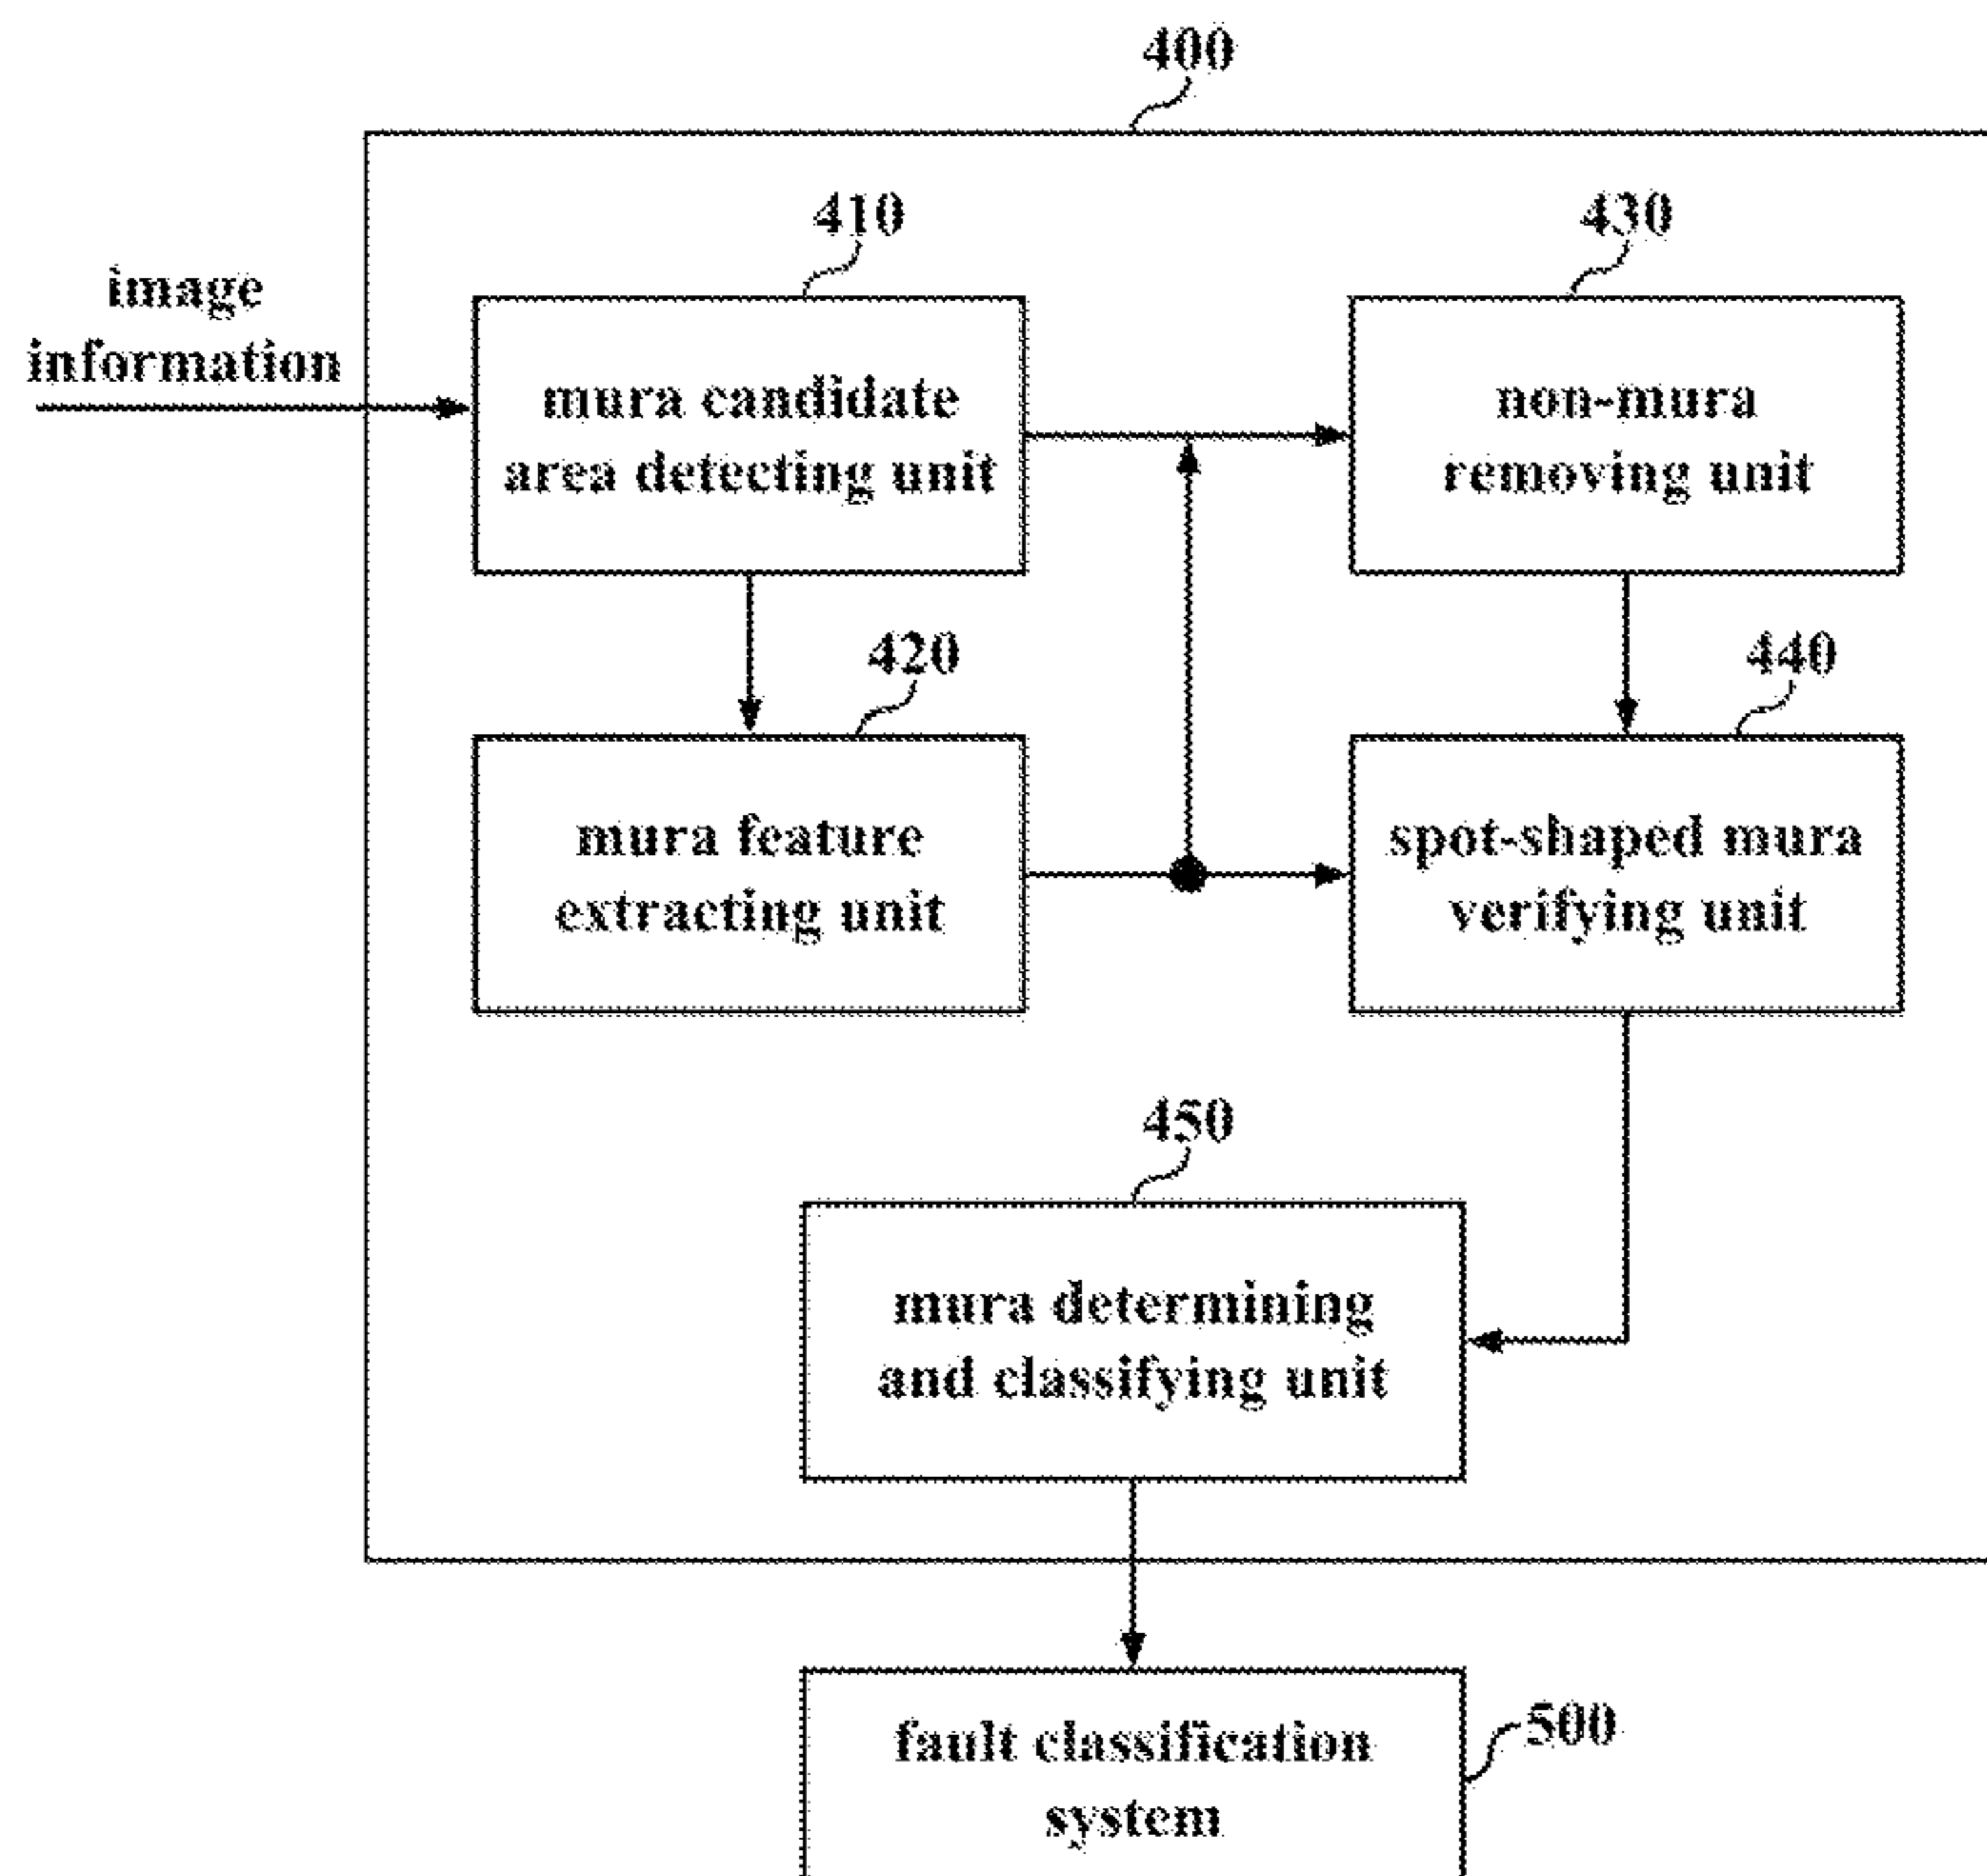 400
410
430
image
information
mura candidate
area detecting unit
non-mura
removing unit
420
440
mura feature
extracting unit
spot-shaped mura
verifying unit
450
mura determining
and classifying unit
fault classification
system
500